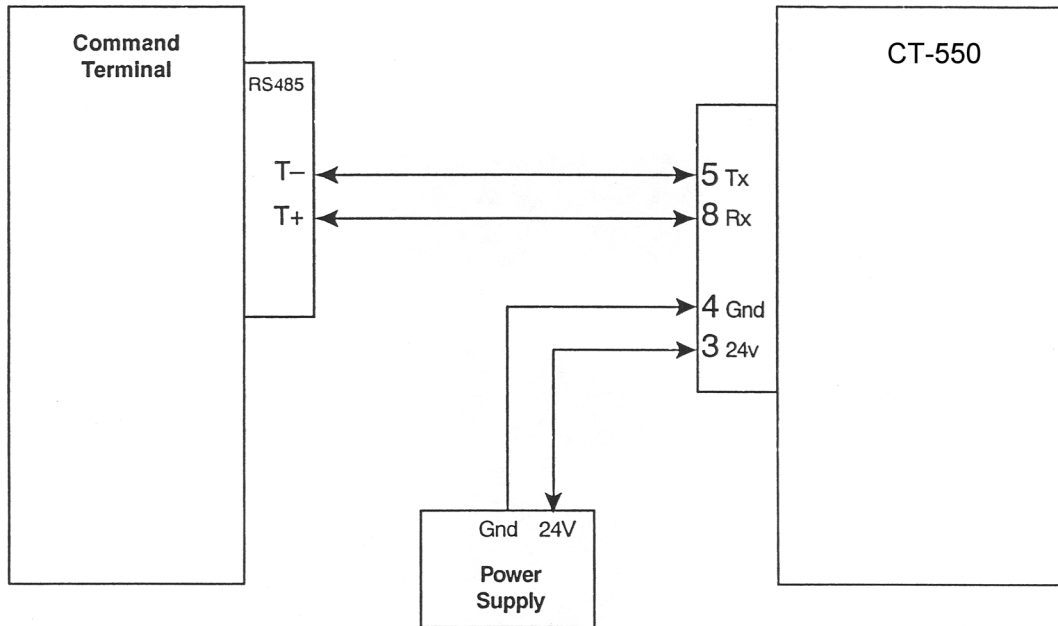 Command
Terminal
RS485
T–
T+
CT-550
5 Tx
8 Rx
4 Gnd
3 24v
Gnd 24V
Power
Supply